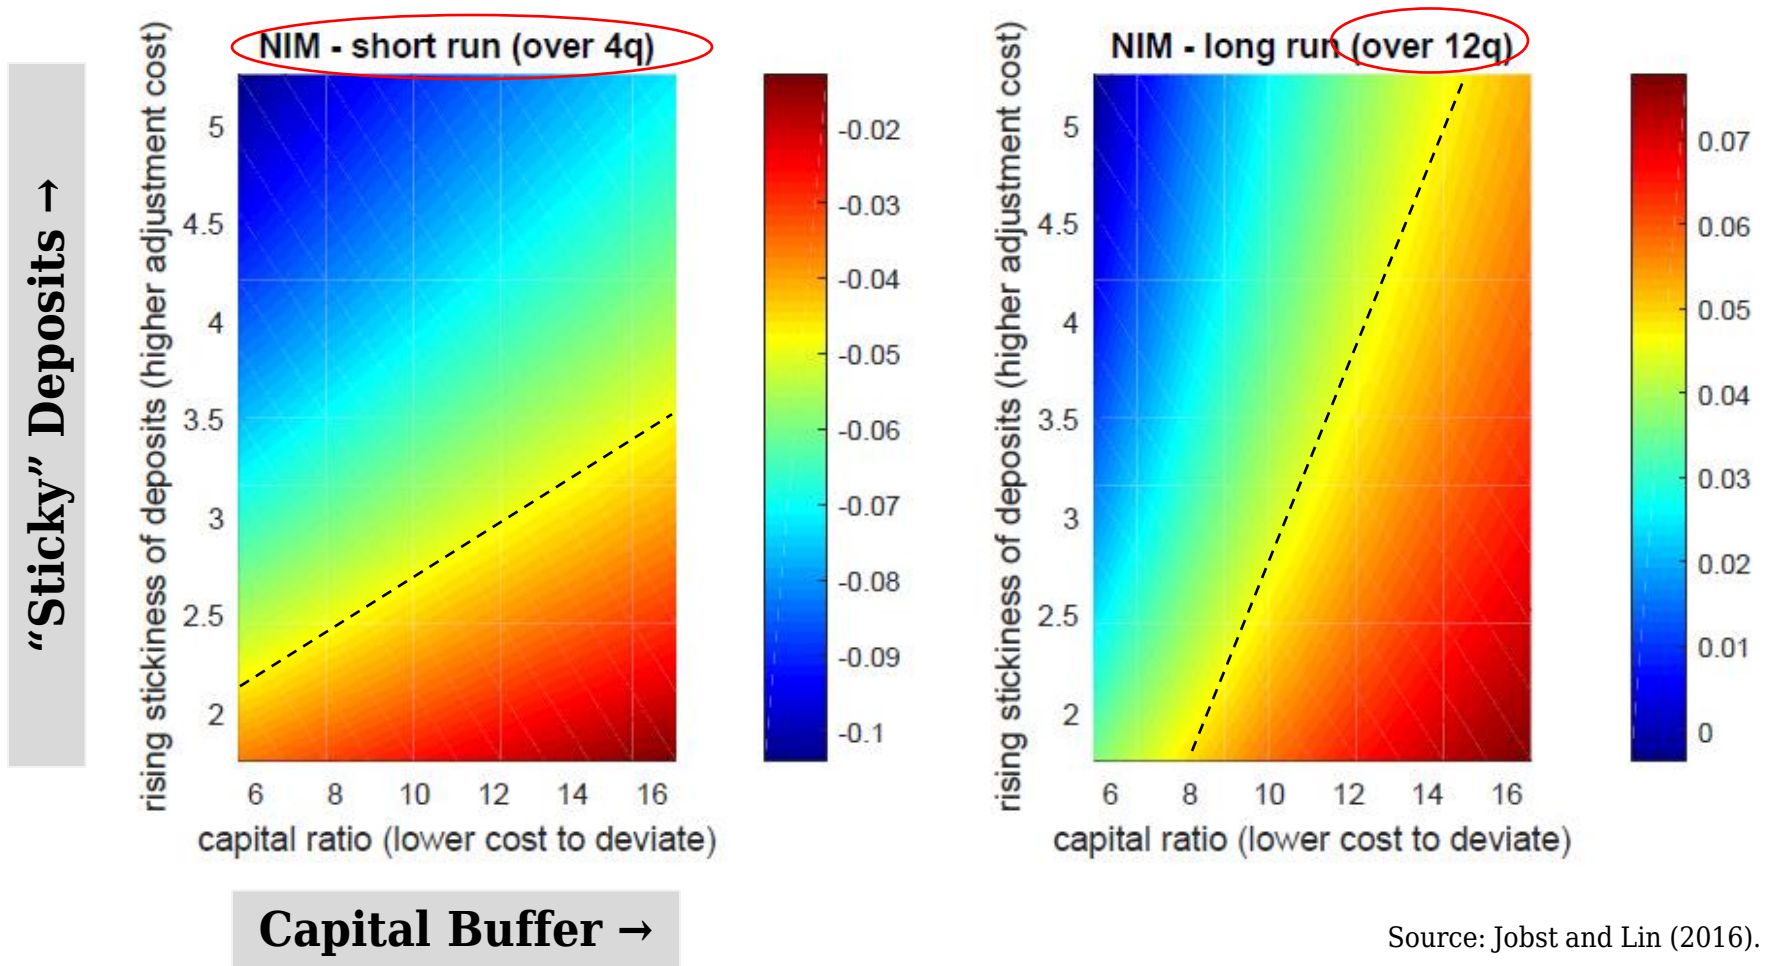 “Sticky” Deposits →
NIM - short run (over 4q)
rising stickiness of deposits (higher adjustment cost)
5
4.5
4
3.5
3
2.5
2
6 8 10 12 14 16
capital ratio (lower cost to deviate)
-0.02
-0.03
-0.04
-0.05
-0.06
-0.07
-0.08
-0.09
-0.1
NIM - long run (over 12q)
rising stickiness of deposits (higher adjustment cost)
5
4.5
4
3.5
3
2.5
2
6 8 10 12 14 16
capital ratio (lower cost to deviate)
0.07
0.06
0.05
0.04
0.03
0.02
0.01
0
Capital Buffer →
Source: Jobst and Lin (2016).